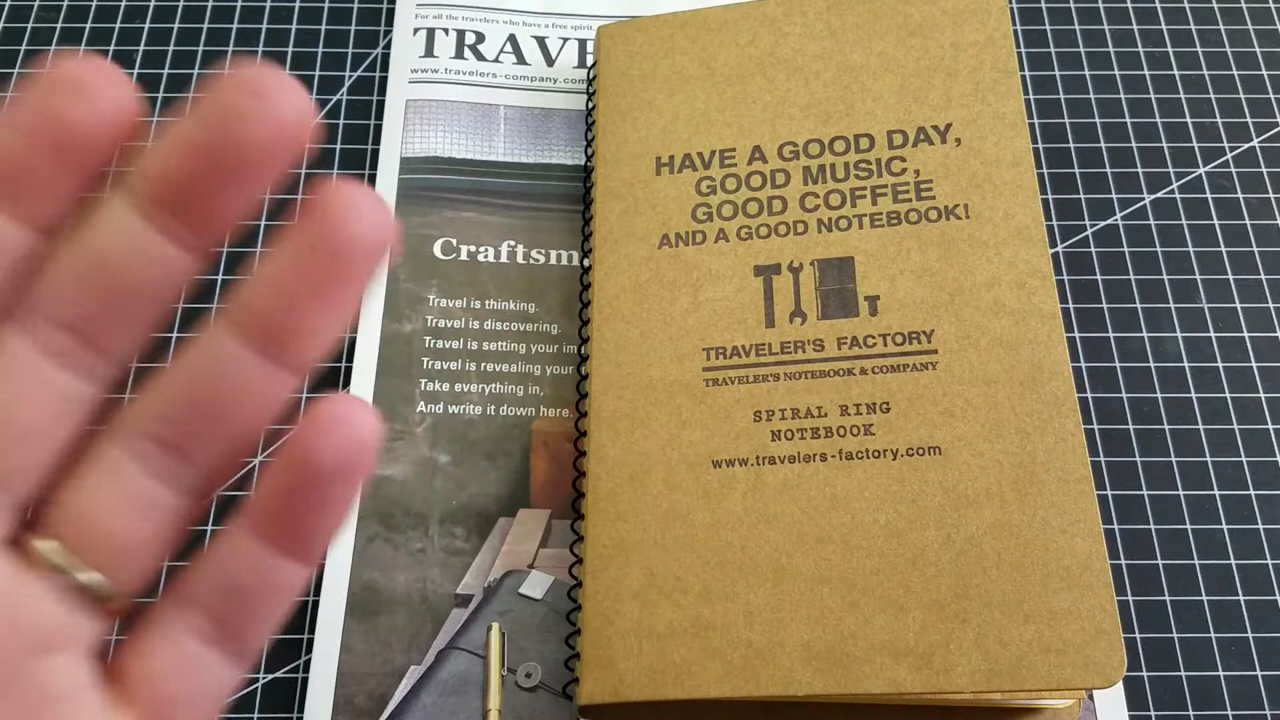 For all the travelers who have a free spirit.
TRAVE
www.travelers-company.com
Craftsm
Travel is thinking.
Travel is discovering.
Travel is setting your im
Travel is revealing your
Take everything in,
And write it down here.
HAVE A GOOD DAY,
GOOD MUSIC,
GOOD COFFEE
AND A GOOD NOTEBOOK!
TRAVELER'S FACTORY
TRAVELER'S NOTEBOOK & COMPANY
SPIRAL RING
NOTEBOOK
www.travelers-factory.com